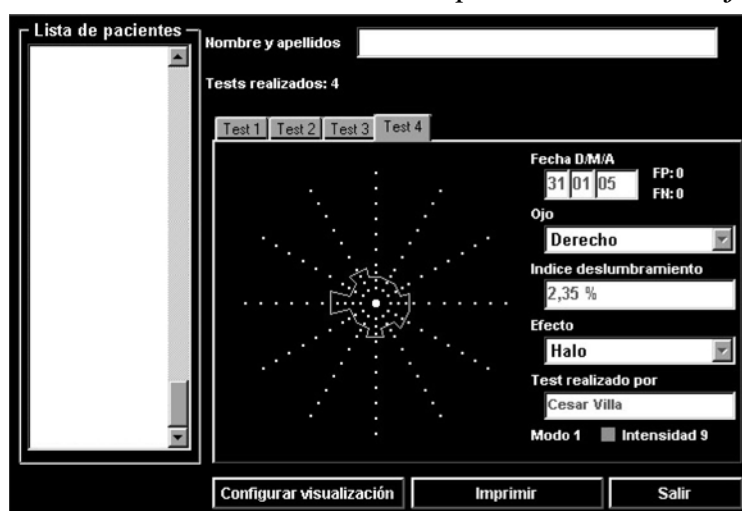 Lista de pacientes
Nombre y apellidos
Tests realizados: 4
Test 1 Test 2 Test 3 Test 4
Fecha D/M/A
31 01 05
FP: 0
FN: 0
Ojo
Derecho
Indice deslumbramiento
2,35 %
Efecto
Halo
Test realizado por
Cesar Villa
Modo 1 Intensidad 9
Configurar visualización Imprimir Salir